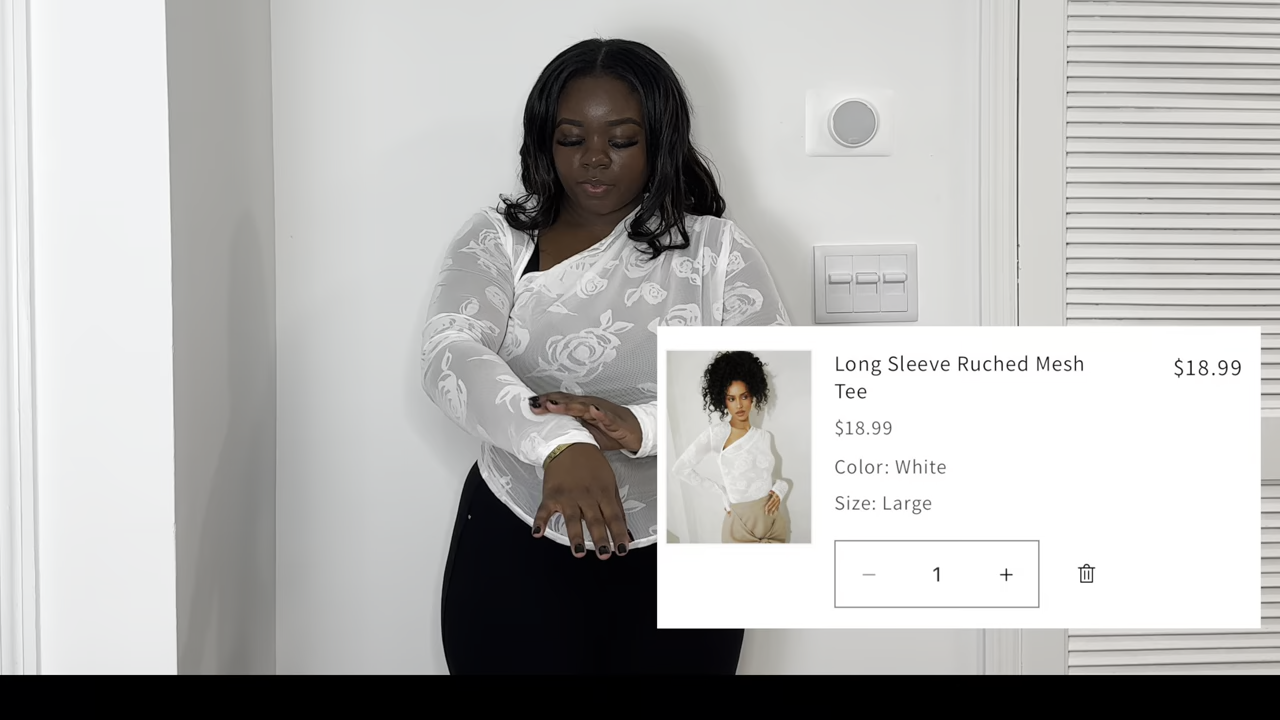 Long Sleeve Ruched Mesh
Tee
$18.99
$18.99
Color: White
Size: Large
− 1 +